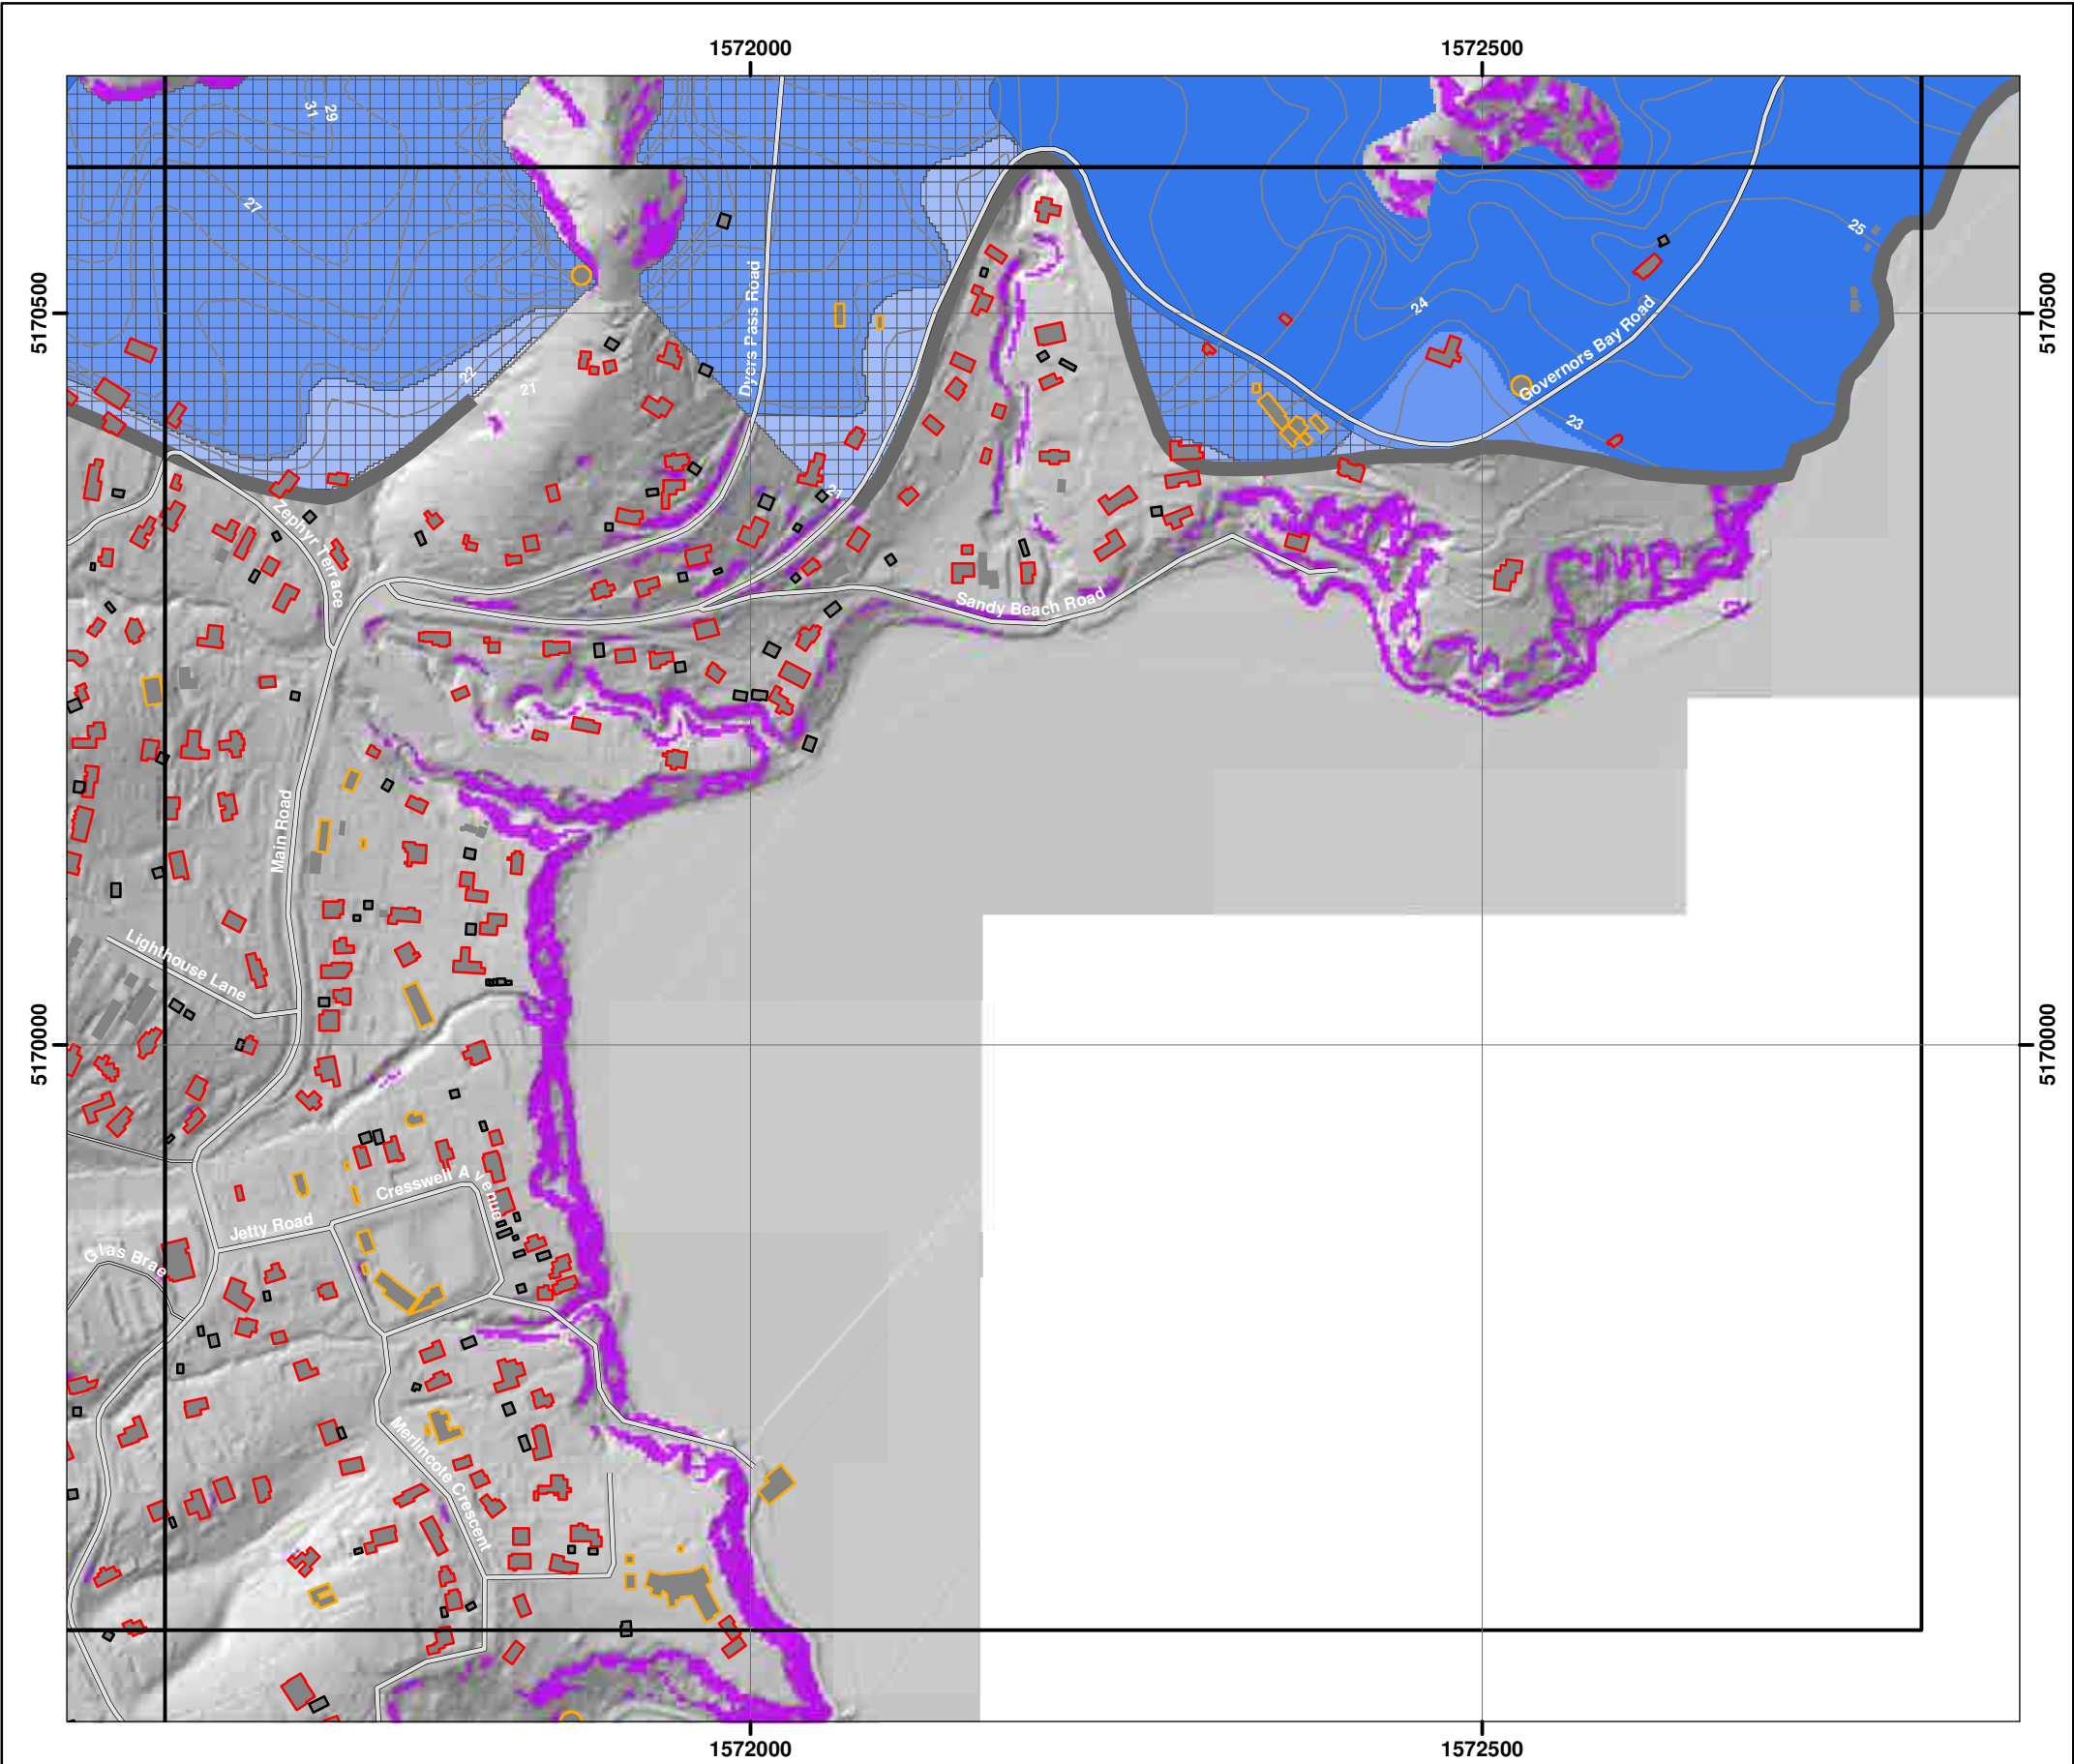 1572000
1572500
31
29
27
25
5170500
5170500
Dyers Pass Road
24
Governors Bay Road
22
21
23
21
Zephyr Terrace
Sandy Beach Road
Main Road
Lighthouse Lane
5170000
5170000
Cresswell Avenue
Jetty Road
Glas Brae
Merlincote Crescent
1572000
1572500